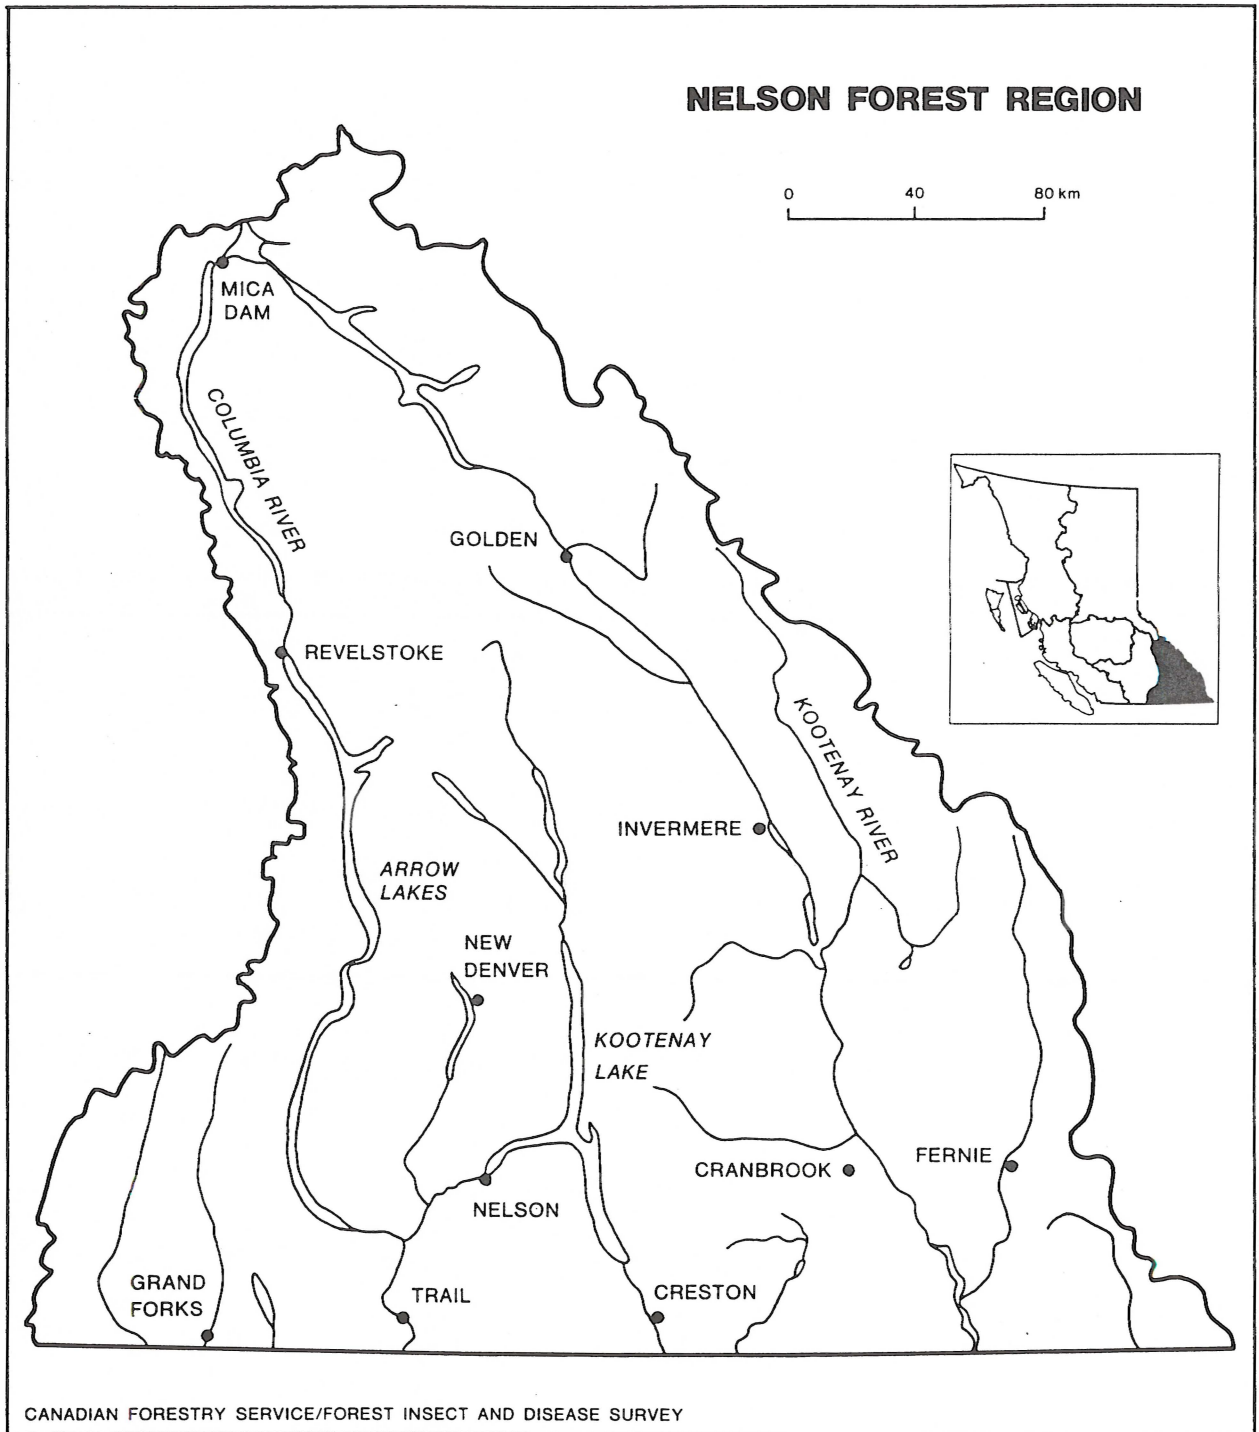 NELSON FOREST REGION
0 40 80 km
MICA
DAM
COLUMBIA RIVER
GOLDEN
REVELSTOKE
KOOTENAY RIVER
INVERMERE
ARROW
LAKES
NEW
DENVER
KOOTENAY
LAKE
FERNIE
CRANBROOK
NELSON
GRAND
FORKS
TRAIL
CRESTON
CANADIAN FORESTRY SERVICE/FOREST INSECT AND DISEASE SURVEY